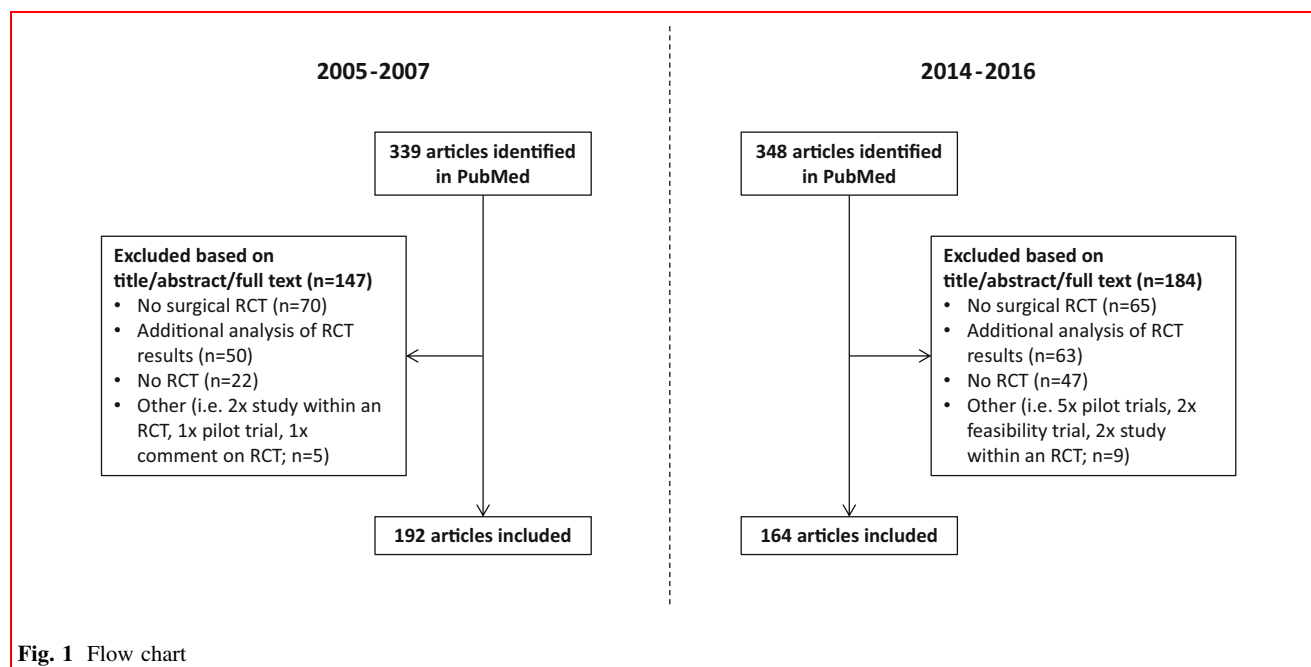 2005-2007
339 articles identified
in PubMed
Excluded based on
title/abstract/full text (n=147)
• No surgical RCT (n=70)
• Additional analysis of RCT
results (n=50)
• No RCT (n=22)
• Other (i.e. 2x study within an
RCT, 1x pilot trial, 1x
comment on RCT; n=5)
192 articles included
2014-2016
348 articles identified
in PubMed
Excluded based on
title/abstract/full text (n=184)
• No surgical RCT (n=65)
• Additional analysis of RCT
results (n=63)
• No RCT (n=47)
• Other (i.e. 5x pilot trials, 2x
feasibility trial, 2x study
within an RCT; n=9)
164 articles included
Fig. 1 Flow chart